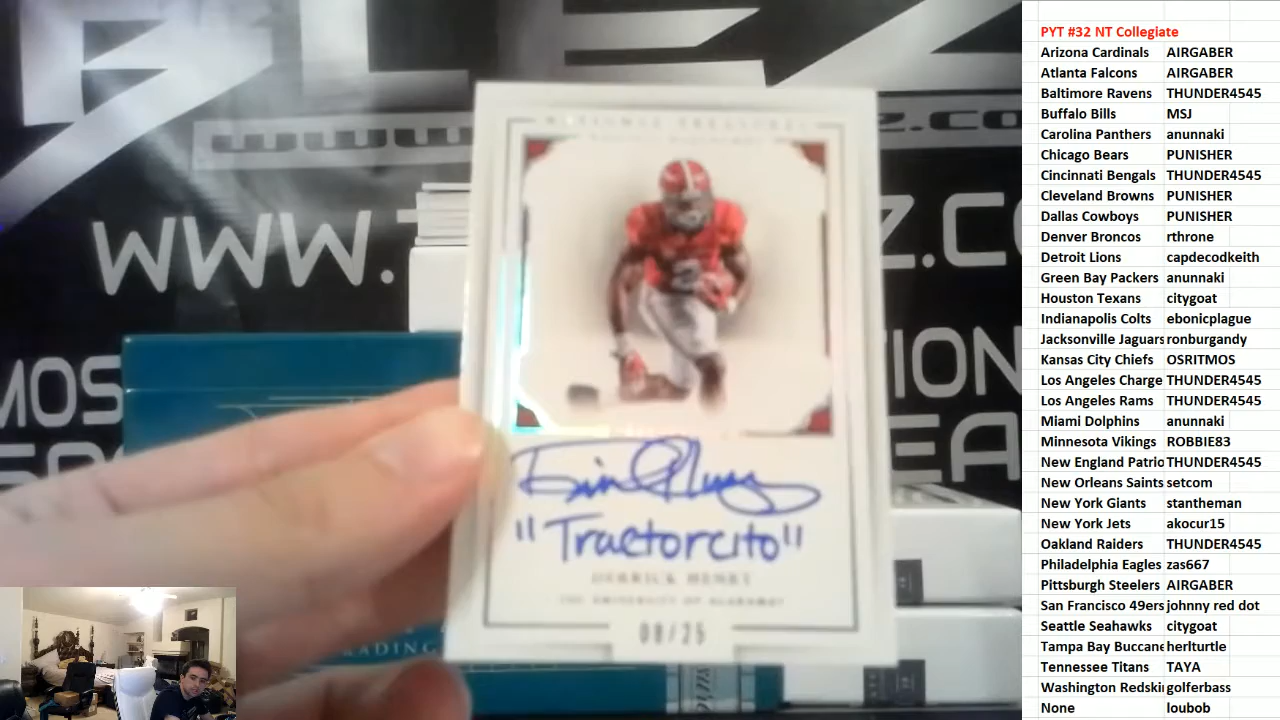 WWW.
Z.CO
MOS
ION
EA
NATIONAL TREASURES
"Tractorcito"
DERRICK HENRY
THE UNIVERSITY OF ALABAMA
08/25
TRADING
PYT #32 NT Collegiate
Arizona Cardinals AIRGABER
Atlanta Falcons AIRGABER
Baltimore Ravens THUNDER4545
Buffalo Bills MSJ
Carolina Panthers anunnaki
Chicago Bears PUNISHER
Cincinnati Bengals THUNDER4545
Cleveland Browns PUNISHER
Dallas Cowboys PUNISHER
Denver Broncos rthrone
Detroit Lions capdecodkeith
Green Bay Packers anunnaki
Houston Texans citygoat
Indianapolis Colts ebonicplague
Jacksonville Jaguars ronburgandy
Kansas City Chiefs OSRITMOS
Los Angeles Charge THUNDER4545
Los Angeles Rams THUNDER4545
Miami Dolphins anunnaki
Minnesota Vikings ROBBIE83
New England Patrio THUNDER4545
New Orleans Saints setcom
New York Giants stantheman
New York Jets akocur15
Oakland Raiders THUNDER4545
Philadelphia Eagles zas667
Pittsburgh Steelers AIRGABER
San Francisco 49ers johnny red dot
Seattle Seahawks citygoat
Tampa Bay Buccane herlturtle
Tennessee Titans TAYA
Washington Redski golferbass
None loubob